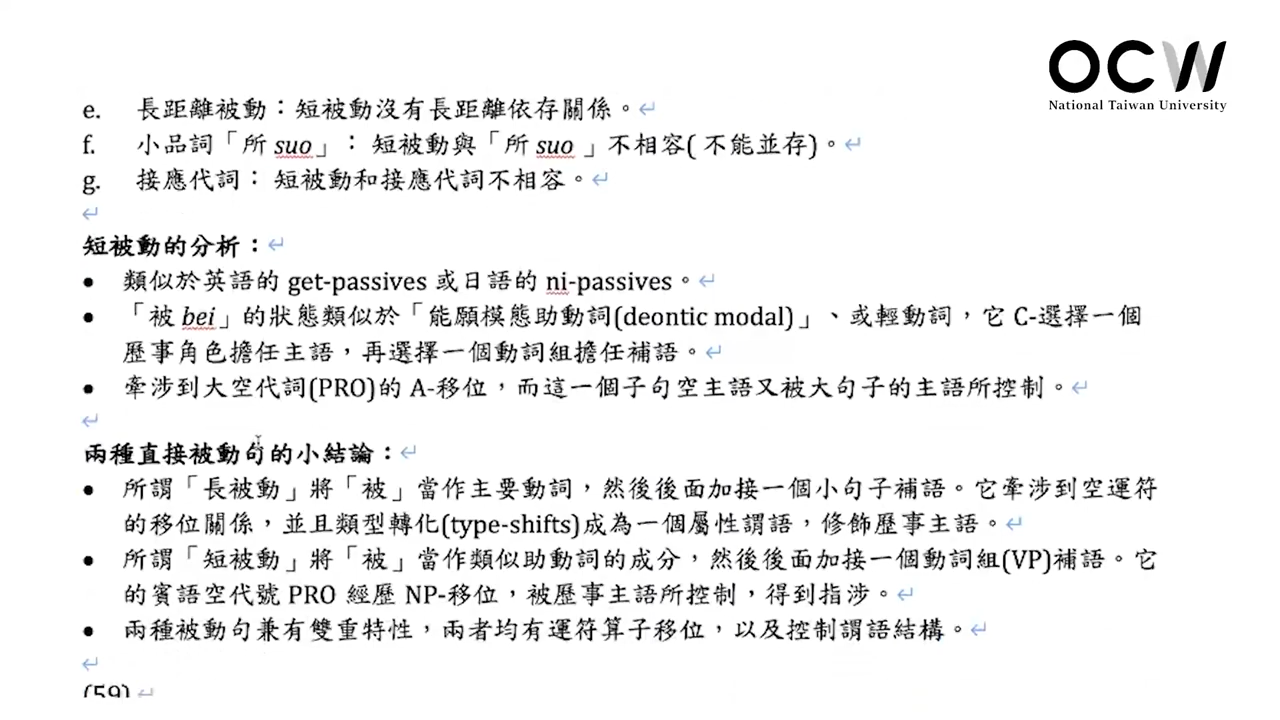 OCW
National Taiwan University
e. 長距離被動：短被動沒有長距離依存關係。
f. 小品詞「所 suo」： 短被動與「所 suo 」不相容( 不能並存)。
g. 接應代詞： 短被動和接應代詞不相容。
短被動的分析：
• 類似於英語的 get-passives 或日語的 ni-passives。
• 「被 bei」的狀態類似於「能願模態助動詞(deontic modal)」、或輕動詞，它 C-選擇一個
歷事角色擔任主語，再選擇一個動詞組擔任補語。
• 牽涉到大空代詞(PRO)的 A-移位，而這一個子句空主語又被大句子的主語所控制。
兩種直接被動句的小結論：
• 所謂「長被動」將「被」當作主要動詞，然後後面加接一個小句子補語。它牽涉到空運符
的移位關係，並且類型轉化(type-shifts)成為一個屬性謂語，修飾歷事主語。
• 所謂「短被動」將「被」當作類似助動詞的成分，然後後面加接一個動詞組(VP)補語。它
的賓語空代號 PRO 經歷 NP-移位，被歷事主語所控制，得到指涉。
• 兩種被動句兼有雙重特性，兩者均有運符算子移位，以及控制謂語結構。
(59)